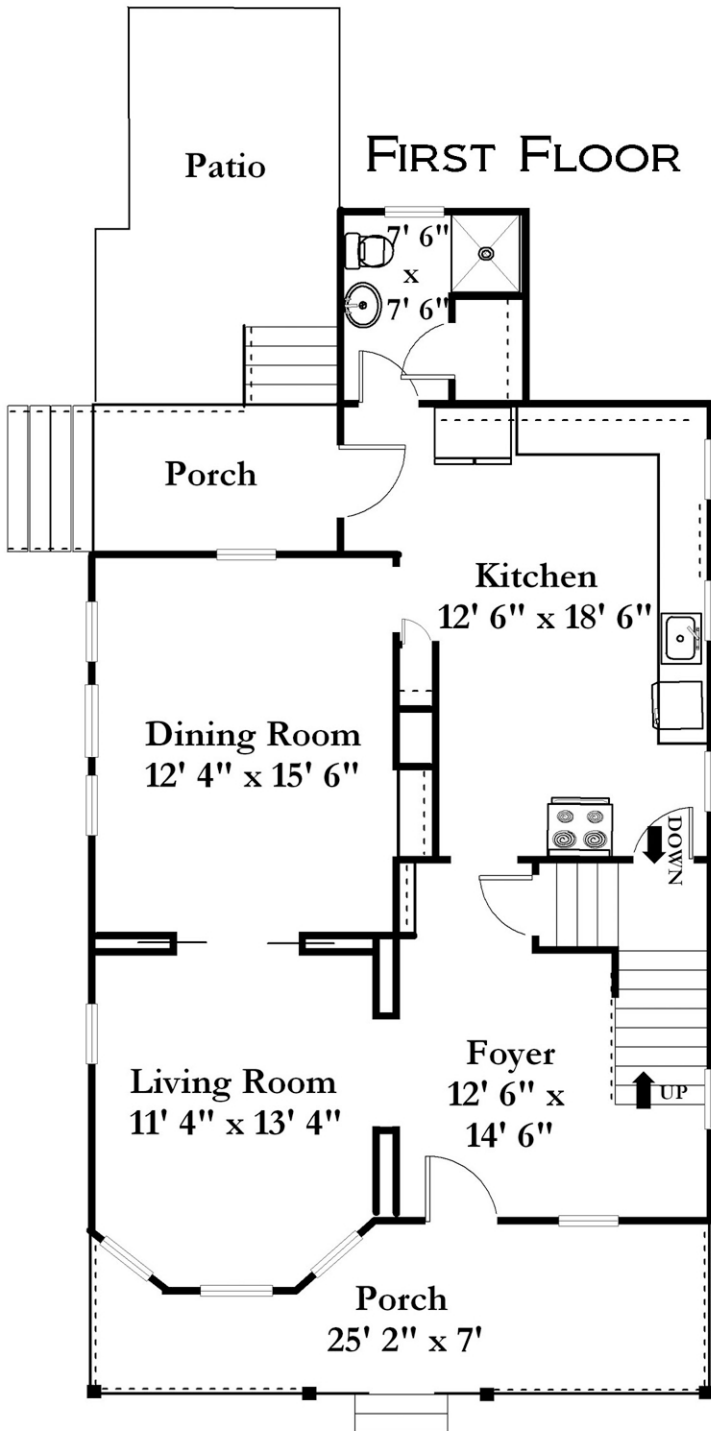 FIRST FLOOR
Patio
7' 6"
x
7' 6"
Porch
Kitchen
12' 6" x 18' 6"
Dining Room
12' 4" x 15' 6"
DOWN
Living Room
11' 4" x 13' 4"
Foyer
12' 6" x
14' 6"
UP
Porch
25' 2" x 7'